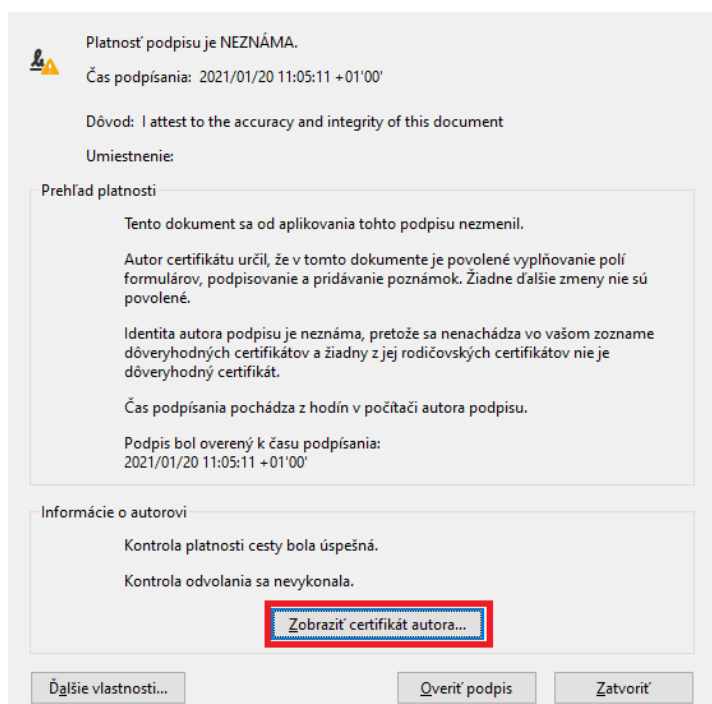 Platnosť podpisu je NEZNÁMA.
Čas podpísania: 2021/01/20 11:05:11 +01'00'
Dôvod: I attest to the accuracy and integrity of this document
Umiestnenie:
Prehľad platnosti
Tento dokument sa od aplikovania tohto podpisu nezmenil.
Autor certifikátu určil, že v tomto dokumente je povolené vyplňovanie polí
formulárov, podpisovanie a pridávanie poznámok. Žiadne ďalšie zmeny nie sú
povolené.
Identita autora podpisu je neznáma, pretože sa nenachádza vo vašom zozname
dôveryhodných certifikátov a žiadny z jej rodičovských certifikátov nie je
dôveryhodný certifikát.
Čas podpísania pochádza z hodín v počítači autora podpisu.
Podpis bol overený k času podpísania:
2021/01/20 11:05:11 +01'00'
Informácie o autorovi
Kontrola platnosti cesty bola úspešná.
Kontrola odvolania sa nevykonala.
Zobraziť certifikát autora...
Ďalšie vlastnosti...
Overiť podpis
Zatvoriť